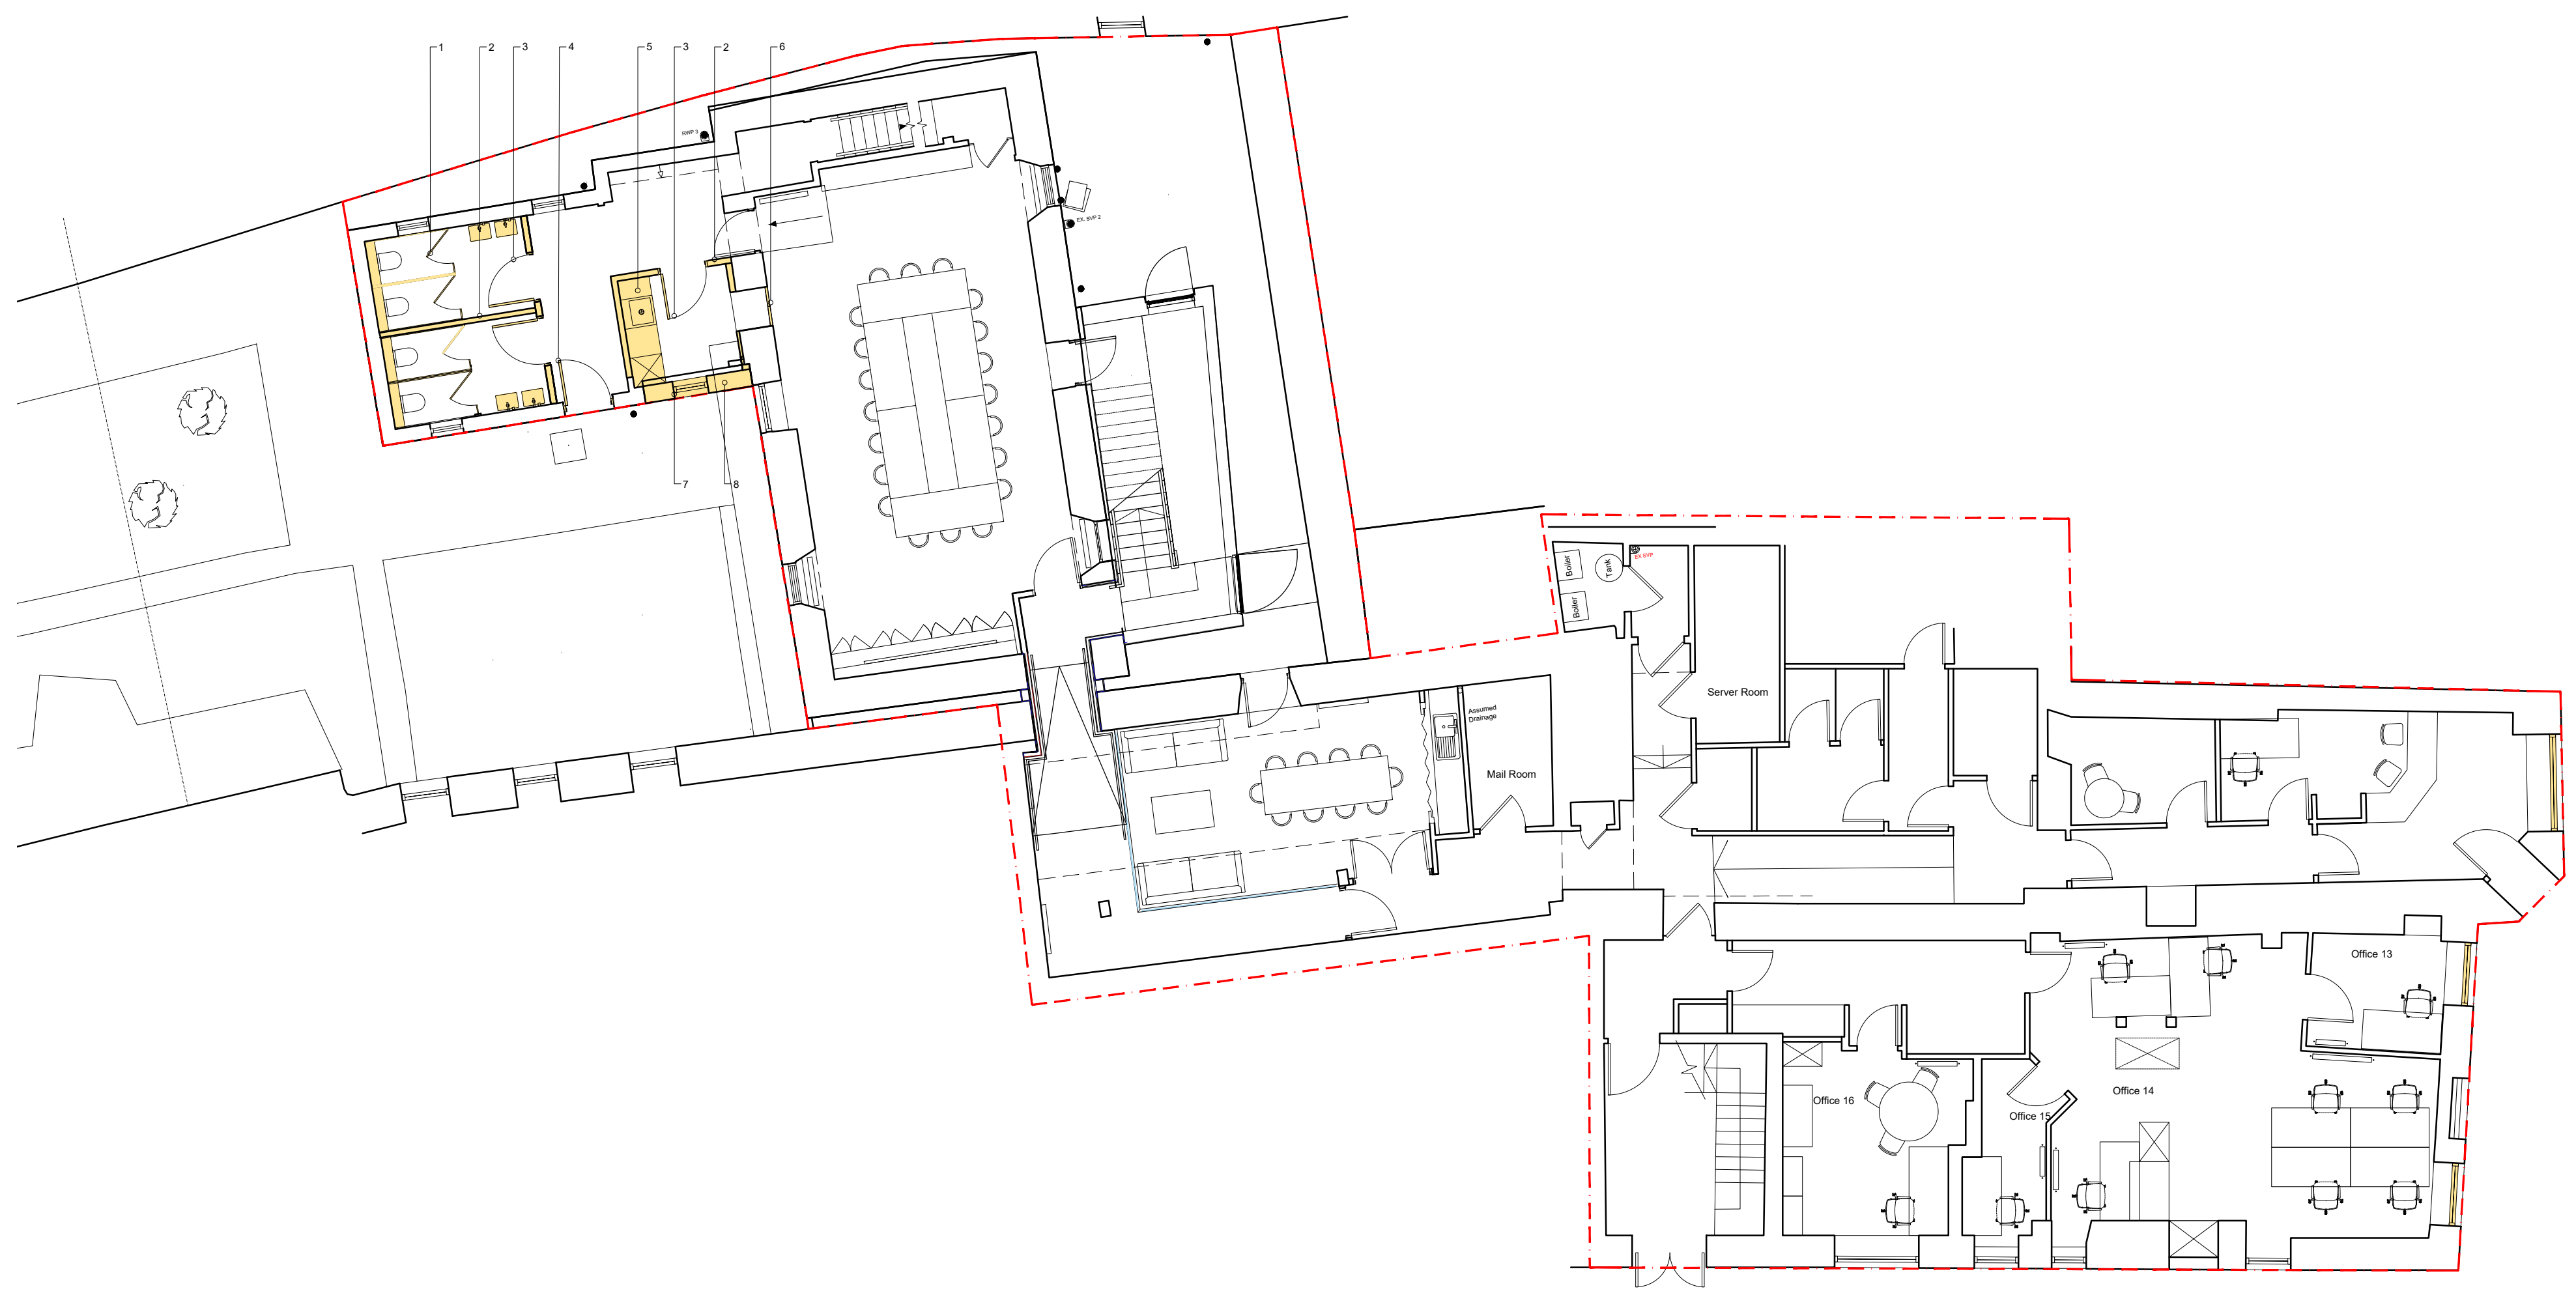 1
2
3
4
5
3
2
6
RWP 3
EX. SVP 2
7
8
EX SVP
Boiler
Tank
Boiler
Server Room
Assumed
Drainage
Mail Room
Office 13
Office 14
Office 16
Office 15